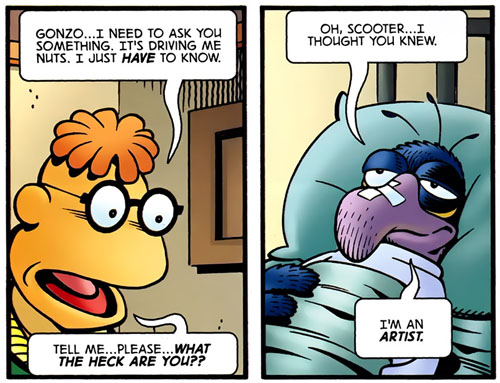 GONZO...I NEED TO ASK YOU
SOMETHING. IT'S DRIVING ME
NUTS. I JUST HAVE TO KNOW.
TELL ME...PLEASE...WHAT
THE HECK ARE YOU??
OH, SCOOTER...I
THOUGHT YOU KNEW.
I'M AN
ARTIST.